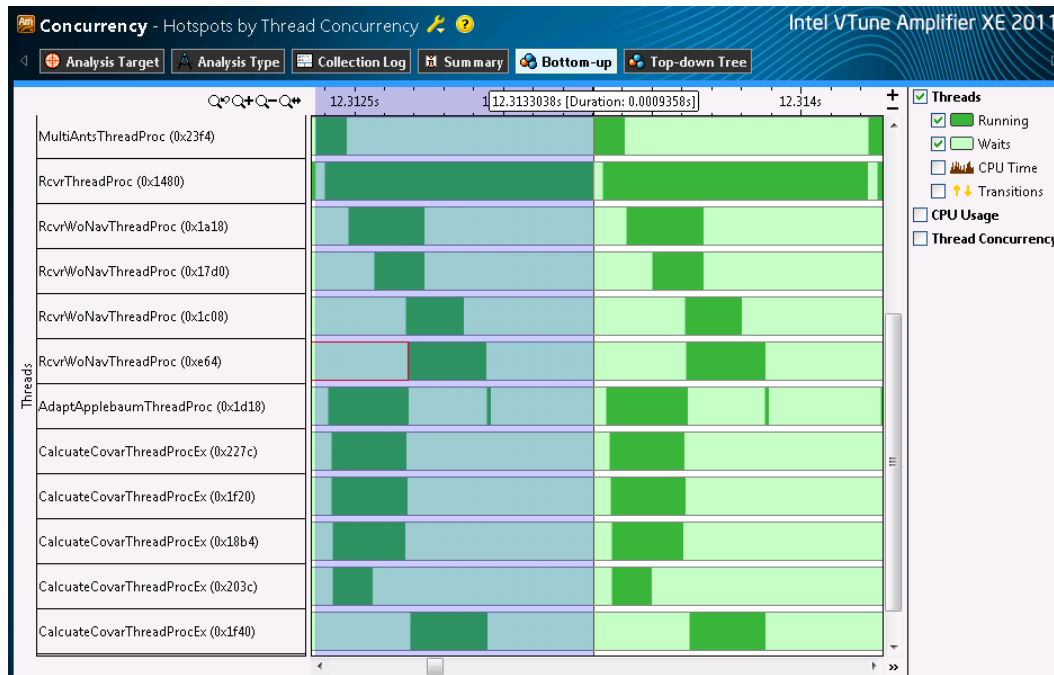 Concurrency - Hotspots by Thread Concurrency
Intel VTune Amplifier XE 2011
Analysis Target
Analysis Type
Collection Log
Summary
Bottom-up
Top-down Tree
12.3125s
12.3133038s [Duration: 0.0009358s]
12.314s
Threads
MultiAntsThreadProc (0x23f4)
RcvrThreadProc (0x1480)
RcvrWoNavThreadProc (0x1a18)
RcvrWoNavThreadProc (0x17d0)
RcvrWoNavThreadProc (0x1c08)
RcvrWoNavThreadProc (0xe64)
AdaptApplebaumThreadProc (0x1d18)
CalcuateCovarThreadProcEx (0x227c)
CalcuateCovarThreadProcEx (0x1f20)
CalcuateCovarThreadProcEx (0x18b4)
CalcuateCovarThreadProcEx (0x203c)
CalcuateCovarThreadProcEx (0x1f40)
Threads
Running
Waits
CPU Time
Transitions
CPU Usage
Thread Concurrency